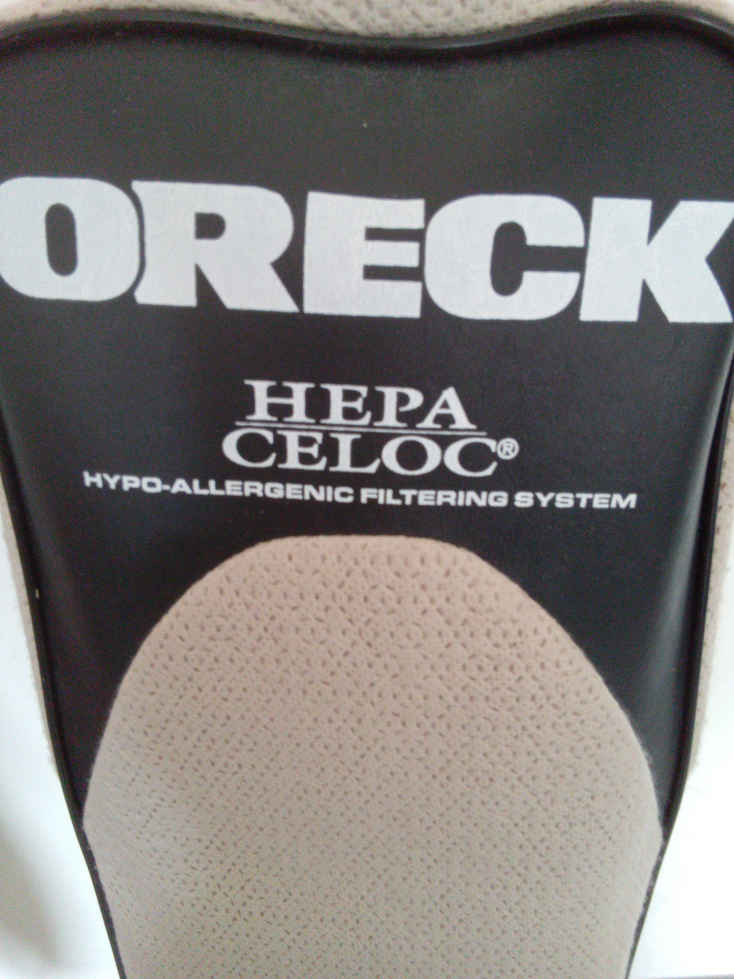 ORECK
HEPA
CELOC®
HYPO-ALLERGENIC FILTERING SYSTEM